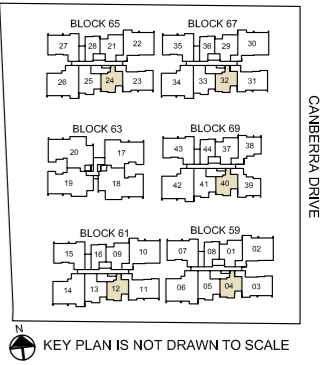 BLOCK 65 BLOCK 67
27 28 21 22 35 36 29 30
26 25 24 23 34 33 32 31
BLOCK 63 BLOCK 69
20 17 43 44 37 38
19 18 42 41 40 39
BLOCK 61 BLOCK 59
15 16 09 10 07 08 01 02
14 13 12 11 06 05 04 03
CANBERRA DRIVE
N
KEY PLAN IS NOT DRAWN TO SCALE